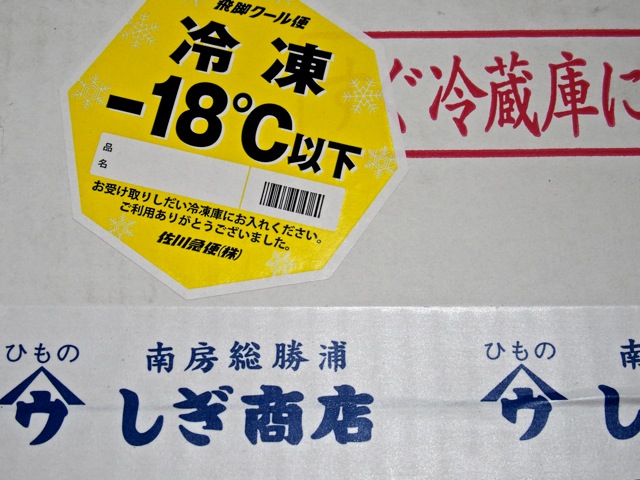 飛脚クール便
冷凍
-18℃以下
品名
お受け取りしだい冷凍庫にお入れください。
ご利用ありがとうございました。
佐川急便(株)
ぐ冷蔵庫に
ひもの
ウ
南房総勝浦
しぎ商店
ひもの
ウ
南
し